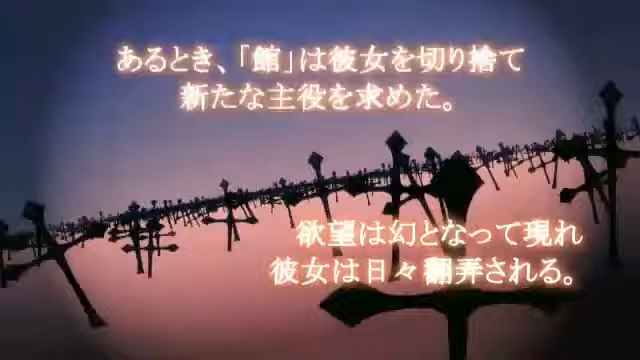 あるとき、「館」は彼女を切り捨て
新たな主役を求めた。
欲望は幻となって現れ
彼女は日々翻弄される。